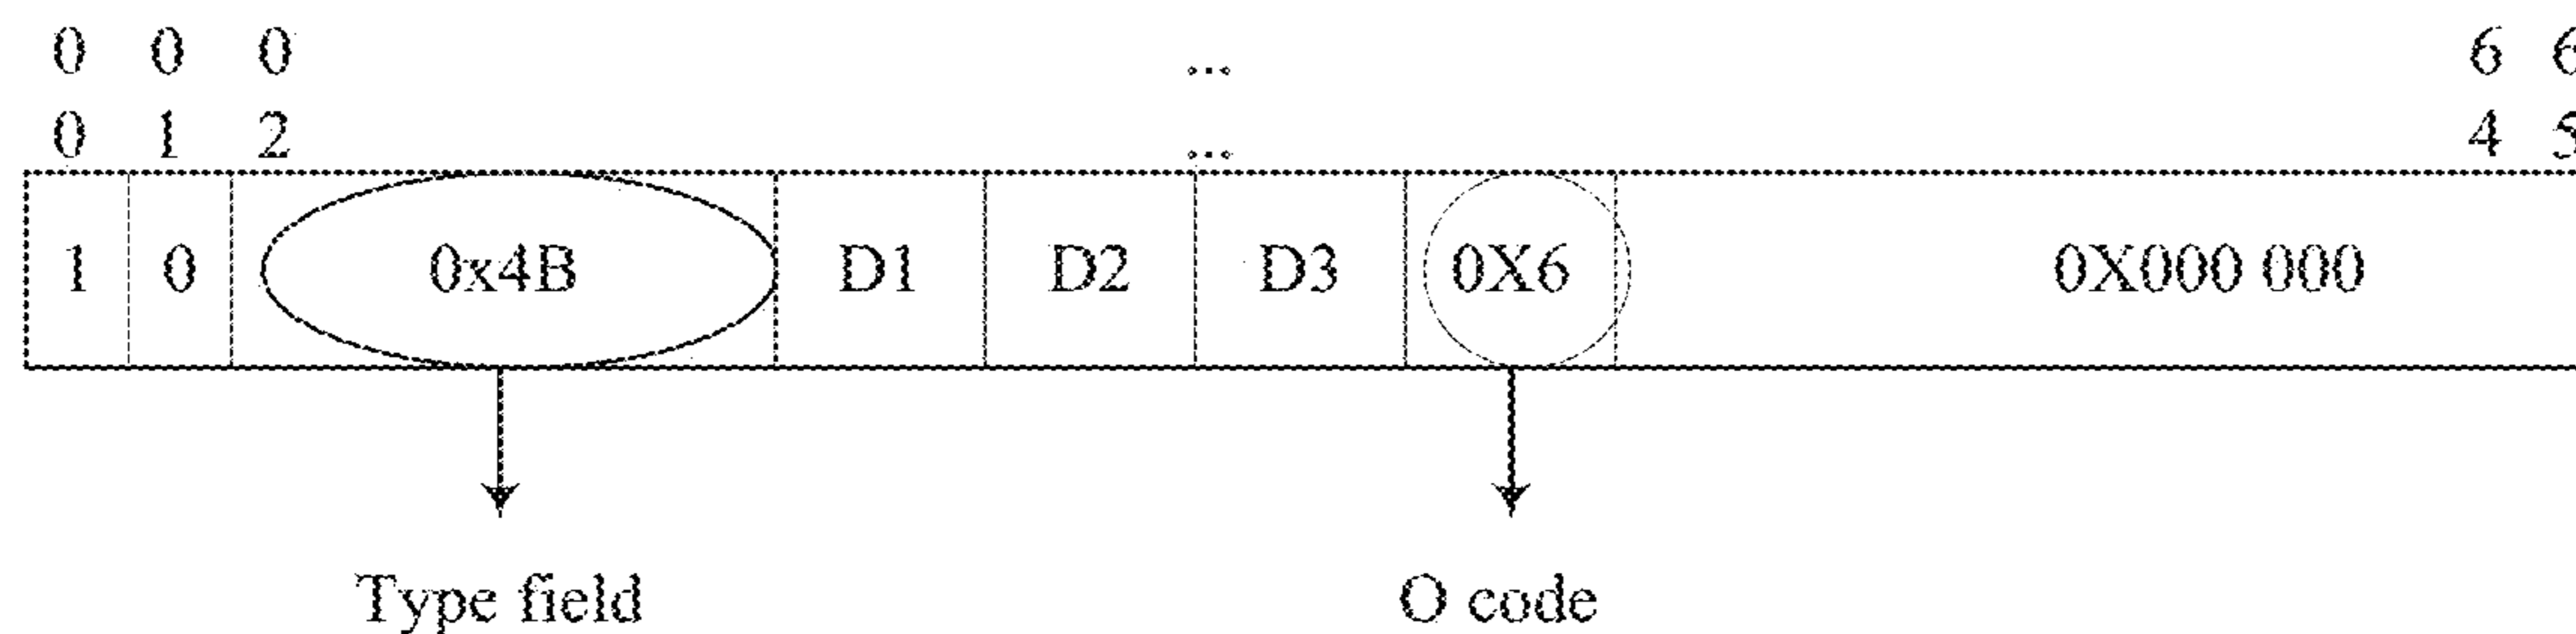 0 0 0 ... 6 6
0 1 2 ... 4 5
1 0 0x4B D1 D2 D3 0X6 0X000 000
Type field O code